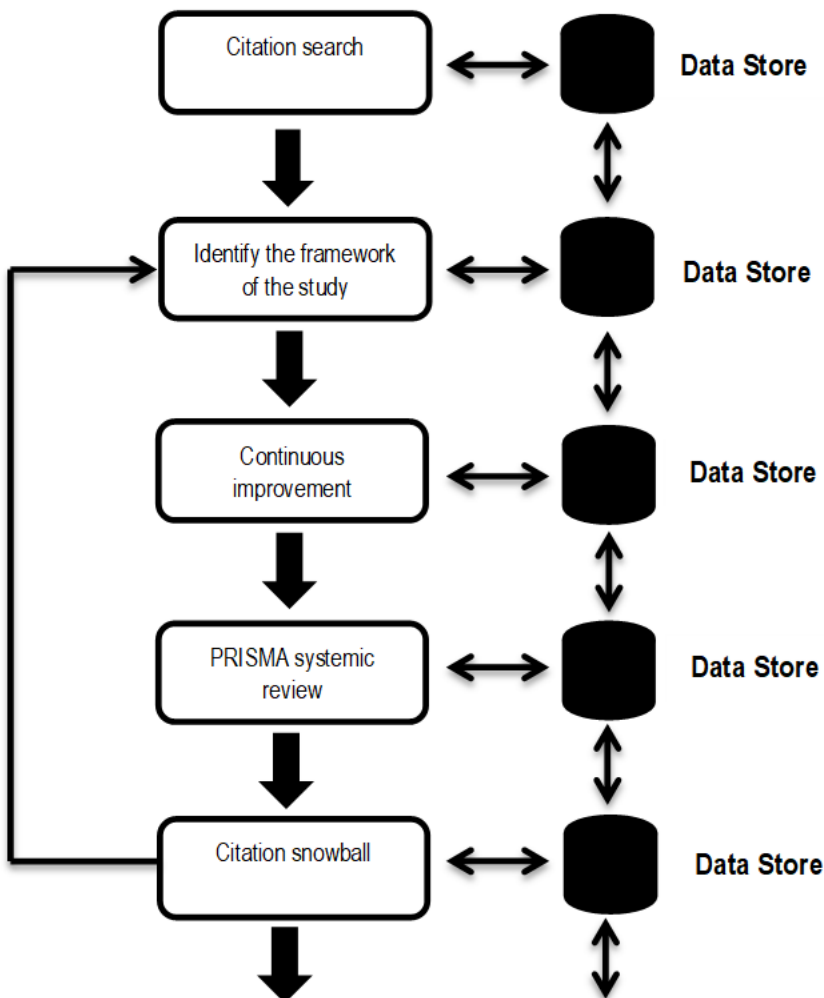 Citation search
Data Store
Identify the framework
of the study
Data Store
Continuous
improvement
Data Store
PRISMA systemic
review
Data Store
Citation snowball
Data Store